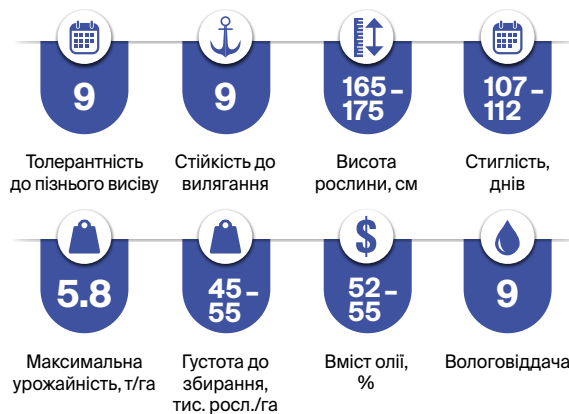 9
9
165–
175
107–
112
Толерантність
до пізнього висіву
Стійкість до
вилягання
Висота
рослини, см
Стиглість,
днів
5.8
45–
55
$
52–
55
9
Максимальна
урожайність, т/га
Густота до
збирання,
тис. росл./га
Вміст олії,
%
Вологовіддача